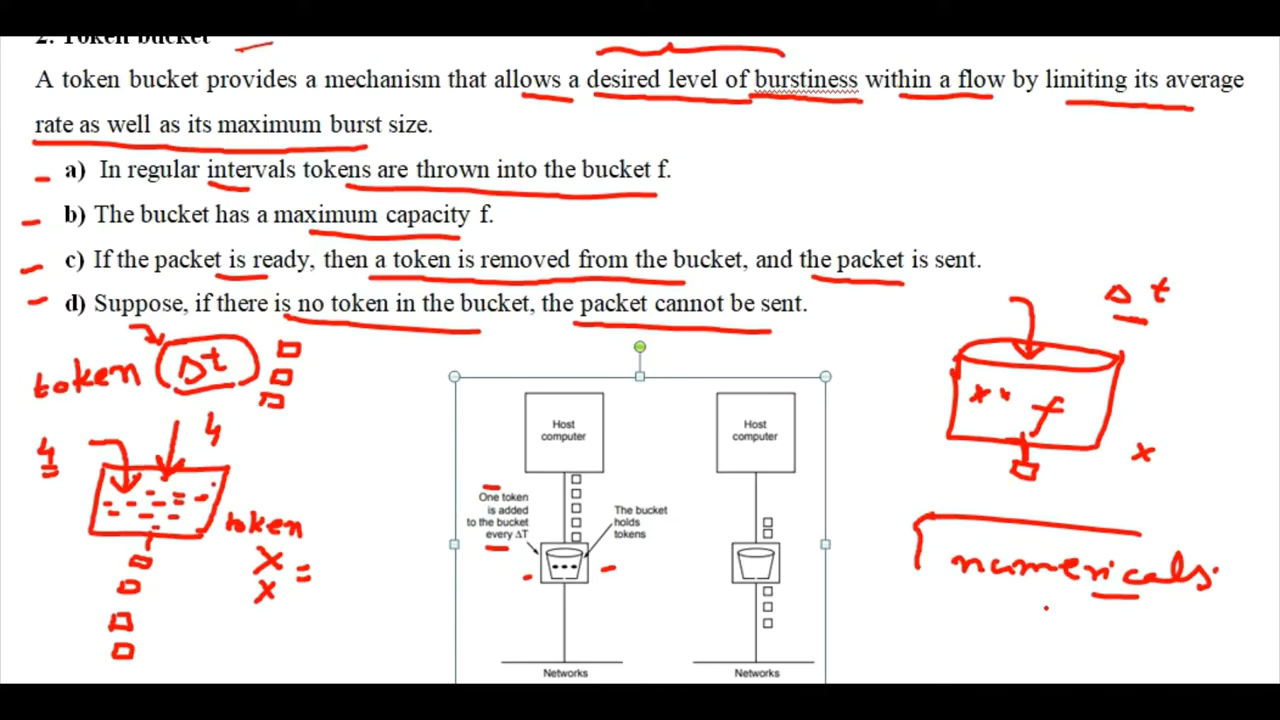 2. Token bucket
A token bucket provides a mechanism that allows a desired level of burstiness within a flow by limiting its average
rate as well as its maximum burst size.
a) In regular intervals tokens are thrown into the bucket f.
b) The bucket has a maximum capacity f.
c) If the packet is ready, then a token is removed from the bucket, and the packet is sent.
d) Suppose, if there is no token in the bucket, the packet cannot be sent.
token Δt
4
4
token
x
x =
Host
computer
One token
is added
to the bucket
every ΔT
The bucket
holds
tokens
Networks
Host
computer
Networks
Δ t
x x f
x
numericals.